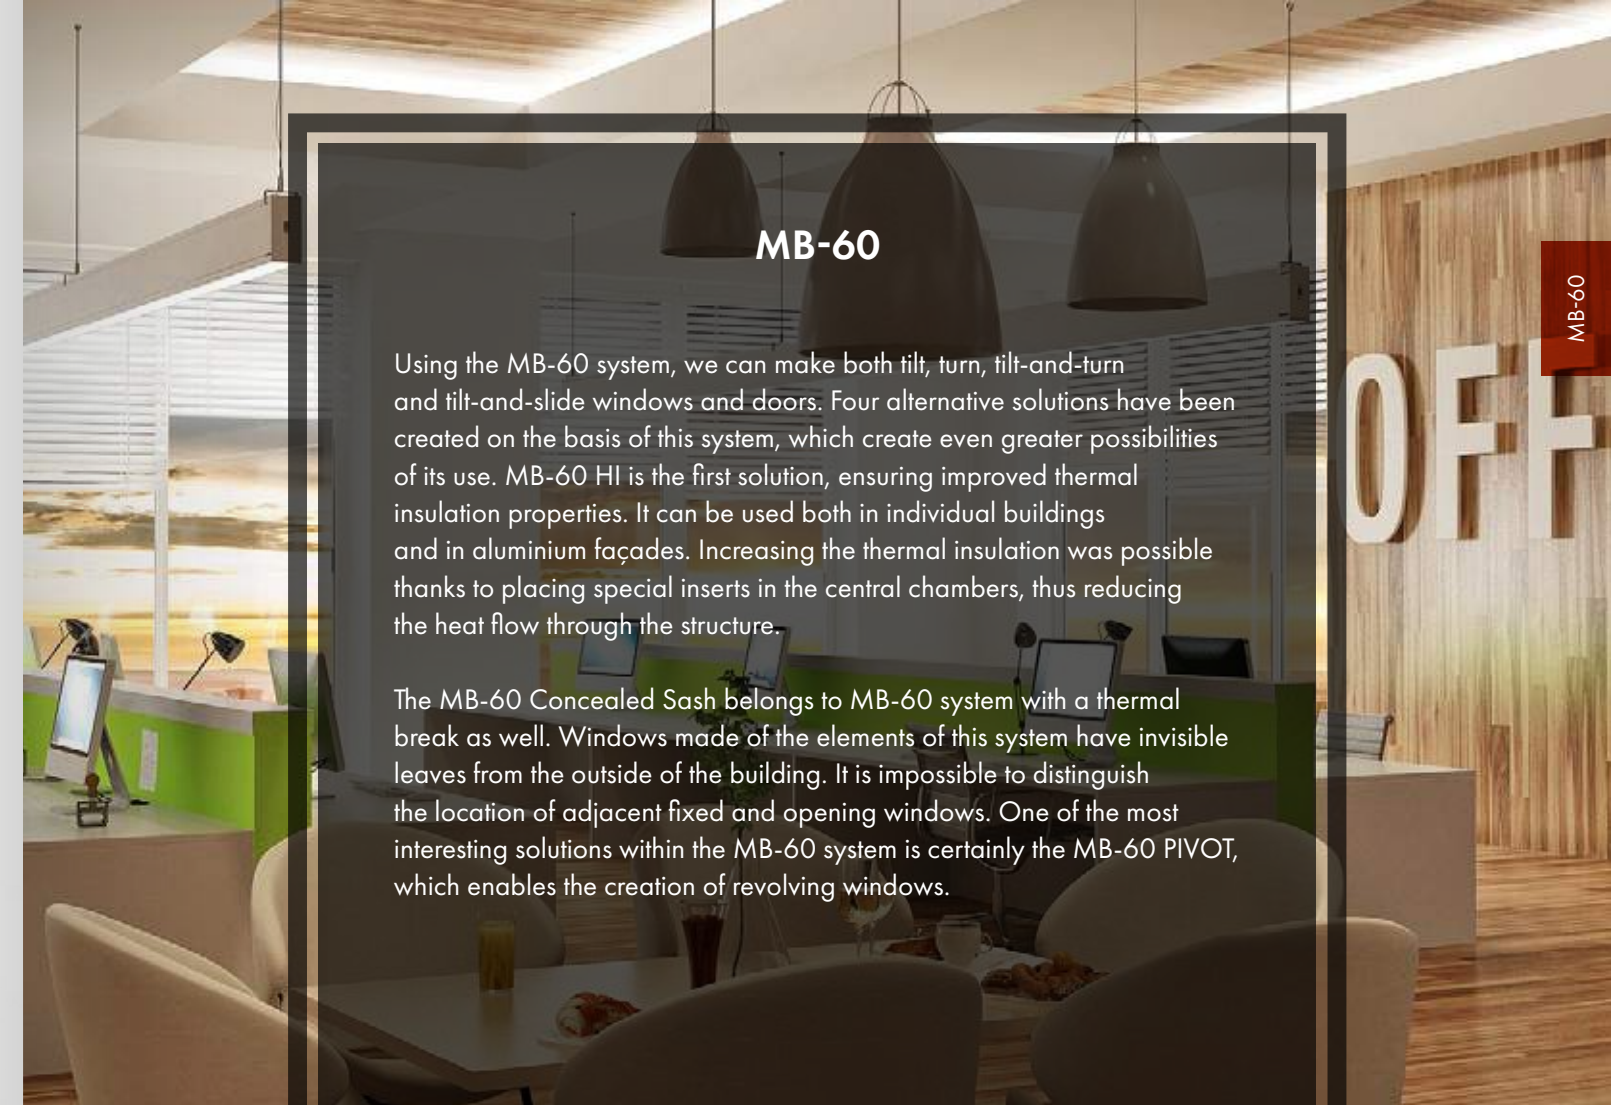 MB-60
Using the MB-60 system, we can make both tilt, turn, tilt-and-turn
and tilt-and-slide windows and doors. Four alternative solutions have been
created on the basis of this system, which create even greater possibilities
of its use. MB-60 HI is the first solution, ensuring improved thermal
insulation properties. It can be used both in individual buildings
and in aluminium façades. Increasing the thermal insulation was possible
thanks to placing special inserts in the central chambers, thus reducing
the heat flow through the structure.
The MB-60 Concealed Sash belongs to MB-60 system with a thermal
break as well. Windows made of the elements of this system have invisible
leaves from the outside of the building. It is impossible to distinguish
the location of adjacent fixed and opening windows. One of the most
interesting solutions within the MB-60 system is certainly the MB-60 PIVOT,
which enables the creation of revolving windows.
MB-60
OFF